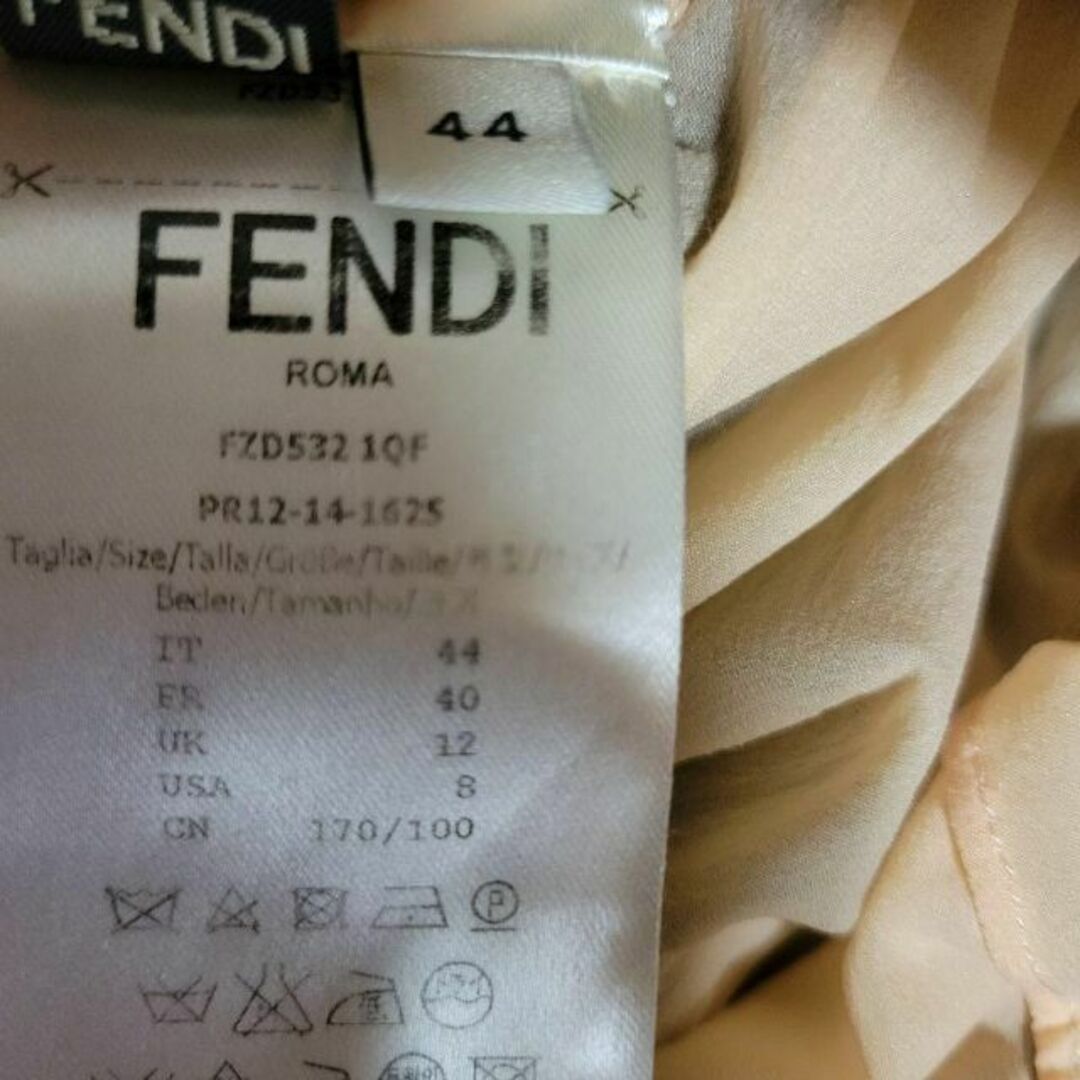 FENDI
FZD53
44
FENDI
ROMA
FZD532 1QF
PR12-14-1625
Taglia/Size/Talla/Größe/Taille/
Beden/Tamanho/
IT 44
FR 40
UK 12
USA 8
CN 170/100
P